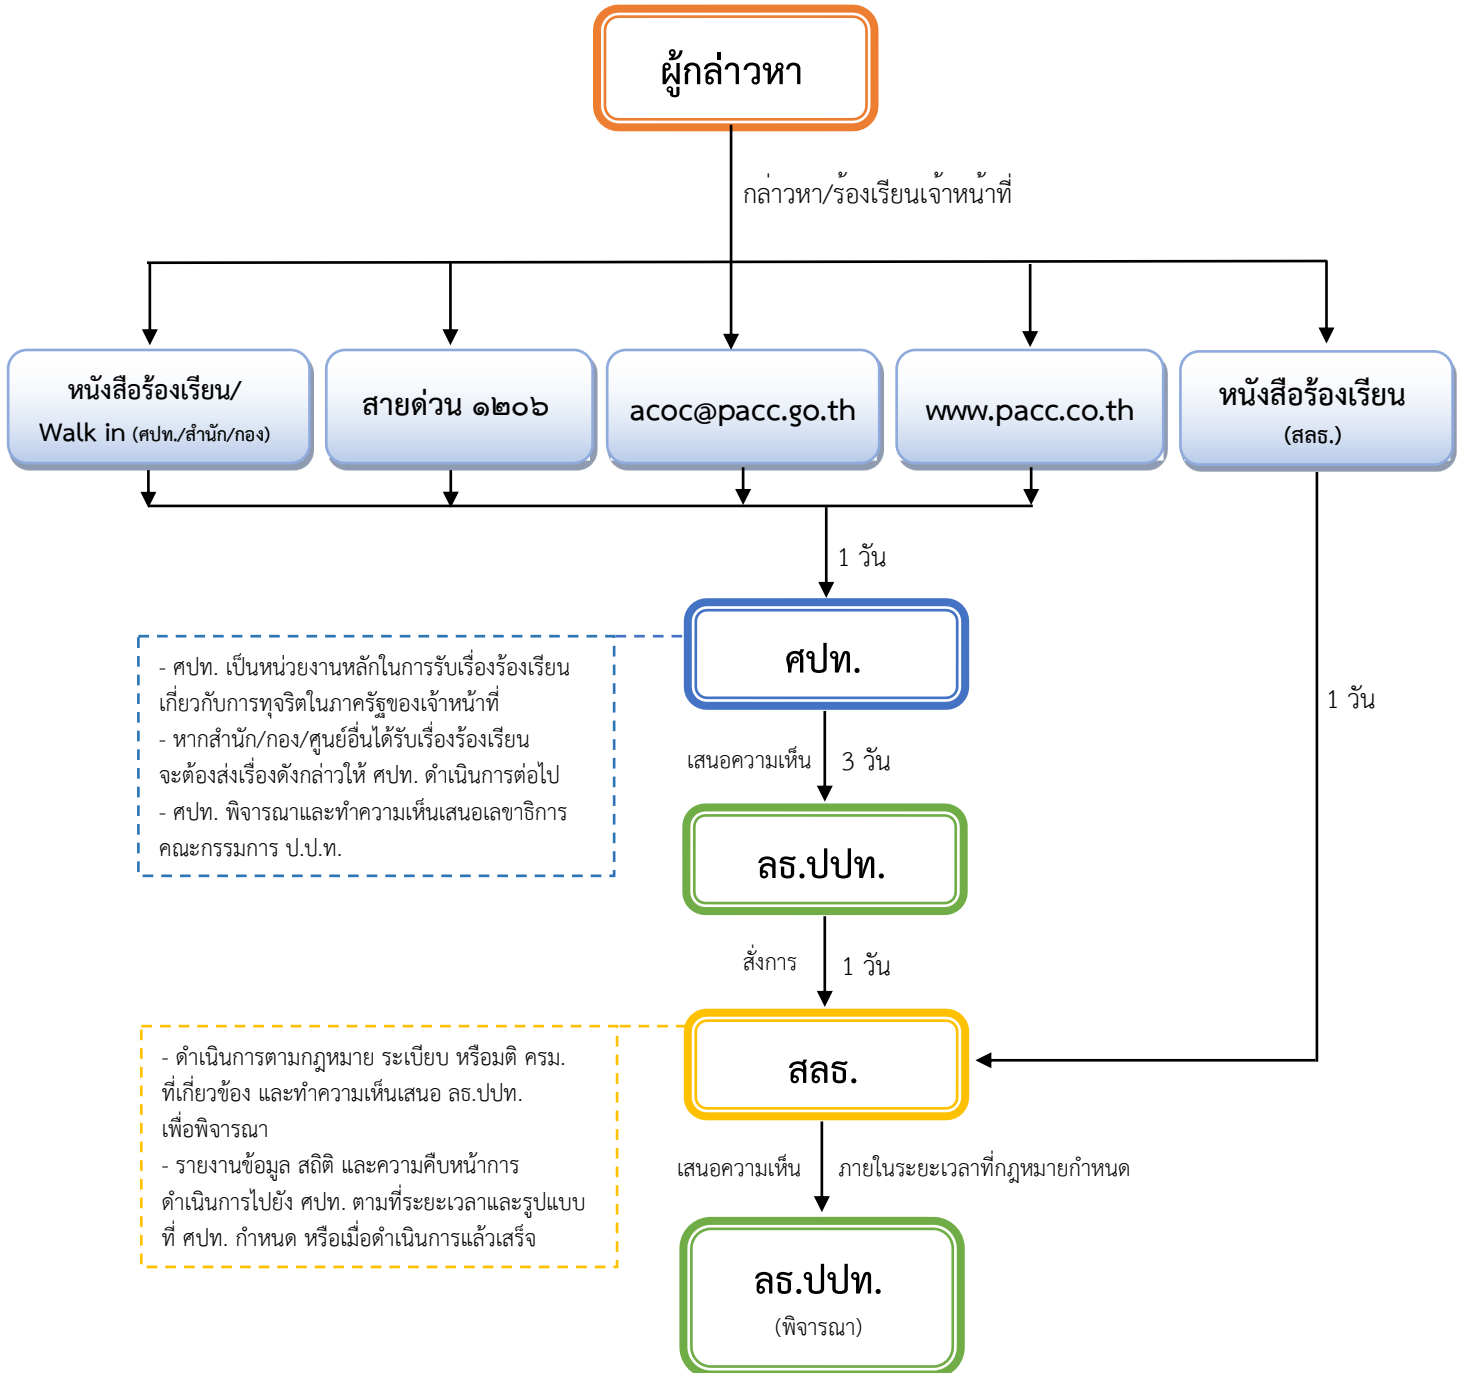 ผู้กล่าวหา
กล่าวหา/ร้องเรียนเจ้าหน้าที่
หนังสือร้องเรียน/
Walk in (ศปท./สำนัก/กอง)
สายด่วน ๑๒๐๖
acoc@pacc.go.th
www.pacc.co.th
หนังสือร้องเรียน
(สลธ.)
1 วัน
ศปท.
- ศปท. เป็นหน่วยงานหลักในการรับเรื่องร้องเรียน
เกี่ยวกับการทุจริตในภาครัฐของเจ้าหน้าที่
- หากสำนัก/กอง/ศูนย์อื่นได้รับเรื่องร้องเรียน
จะต้องส่งเรื่องดังกล่าวให้ ศปท. ดำเนินการต่อไป
- ศปท. พิจารณาและทำความเห็นเสนอเลขาธิการ
คณะกรรมการ ป.ป.ท.
1 วัน
เสนอความเห็น 3 วัน
ลธ.ปปท.
สั่งการ 1 วัน
สลธ.
- ดำเนินการตามกฎหมาย ระเบียบ หรือมติ ครม.
ที่เกี่ยวข้อง และทำความเห็นเสนอ ลธ.ปปท.
เพื่อพิจารณา
- รายงานข้อมูล สถิติ และความคืบหน้าการ
ดำเนินการไปยัง ศปท. ตามที่ระยะเวลาและรูปแบบ
ที่ ศปท. กำหนด หรือเมื่อดำเนินการแล้วเสร็จ
เสนอความเห็น ภายในระยะเวลาที่กฎหมายกำหนด
ลธ.ปปท.
(พิจารณา)